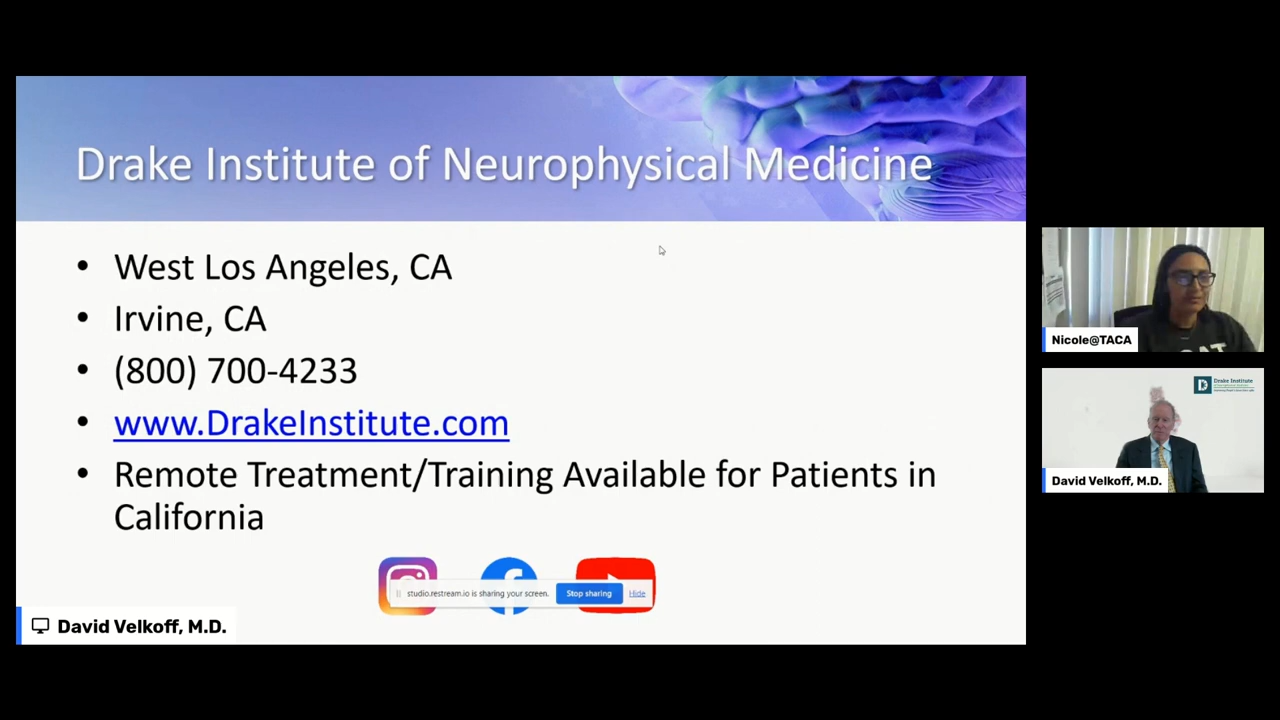 Drake Institute of Neurophysical Medicine
• West Los Angeles, CA
• Irvine, CA
• (800) 700-4233
• www.DrakeInstitute.com
• Remote Treatment/Training Available for Patients in
California
studio.restream.io is sharing your screen. Stop sharing Hide
David Velkoff, M.D.
Nicole@TACA
Drake Institute
David Velkoff, M.D.